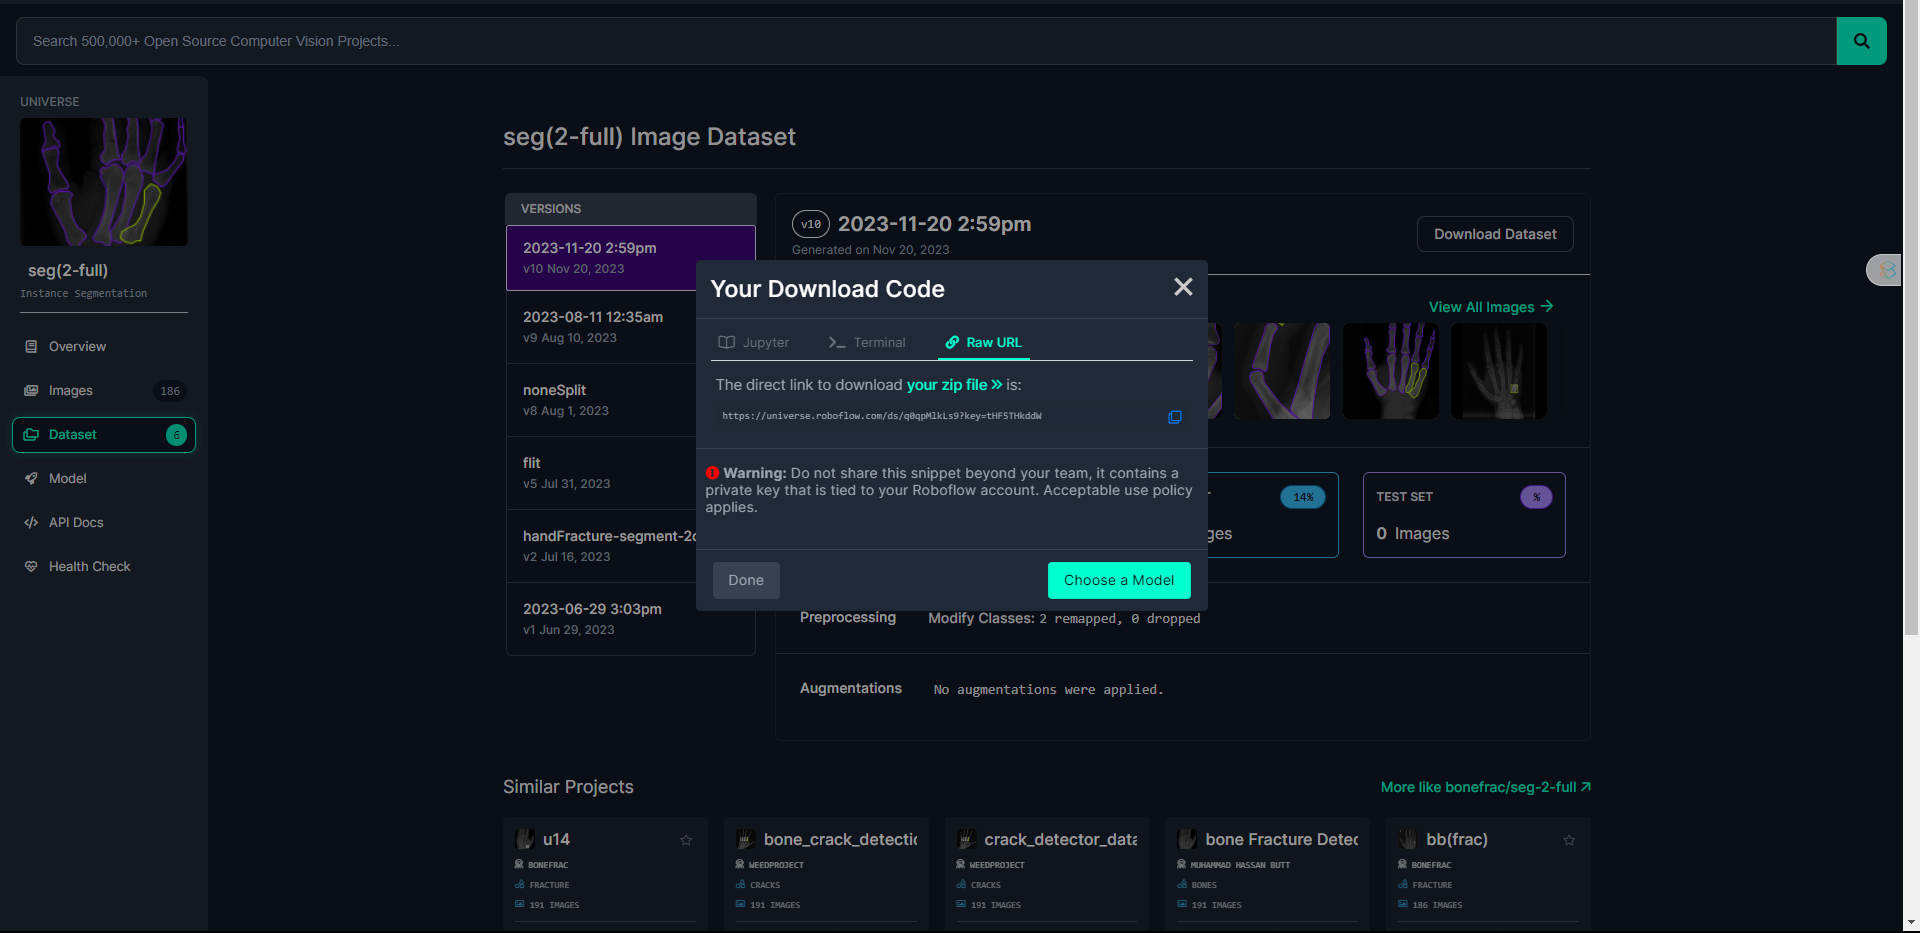 Search 500,000+ Open Source Computer Vision Projects...
UNIVERSE
seg(2-full)
Instance Segmentation
Overview
Images 186
Dataset 6
Model
API Docs
Health Check
seg(2-full) Image Dataset
VERSIONS
2023-11-20 2:59pm
v10 Nov 20, 2023
2023-08-11 12:35am
v9 Aug 10, 2023
noneSplit
v8 Aug 1, 2023
flit
v5 Jul 31, 2023
handFracture-segment-2c
v2 Jul 16, 2023
2023-06-29 3:03pm
v1 Jun 29, 2023
v10 2023-11-20 2:59pm
Generated on Nov 20, 2023
Download Dataset
View All Images →
Your Download Code
Jupyter
Terminal
Raw URL
The direct link to download your zip file » is:
https://universe.roboflow.com/ds/q0qpMlkLs9?key=tHF5THkddW
Warning: Do not share this snippet beyond your team, it contains a
private key that is tied to your Roboflow account. Acceptable use policy
applies.
Done
Choose a Model
14%
ges
TEST SET %
0 Images
Preprocessing Modify Classes: 2 remapped, 0 dropped
Augmentations No augmentations were applied.
Similar Projects
More like bonefrac/seg-2-full
u14
BONEFRAC
FRACTURE
191 IMAGES
bone_crack_detectic
WEEDPROJECT
CRACKS
191 IMAGES
crack_detector_data
WEEDPROJECT
CRACKS
191 IMAGES
bone Fracture Detec
MUHAMMAD HASSAN BUTT
BONES
191 IMAGES
bb(frac)
BONEFRAC
FRACTURE
186 IMAGES